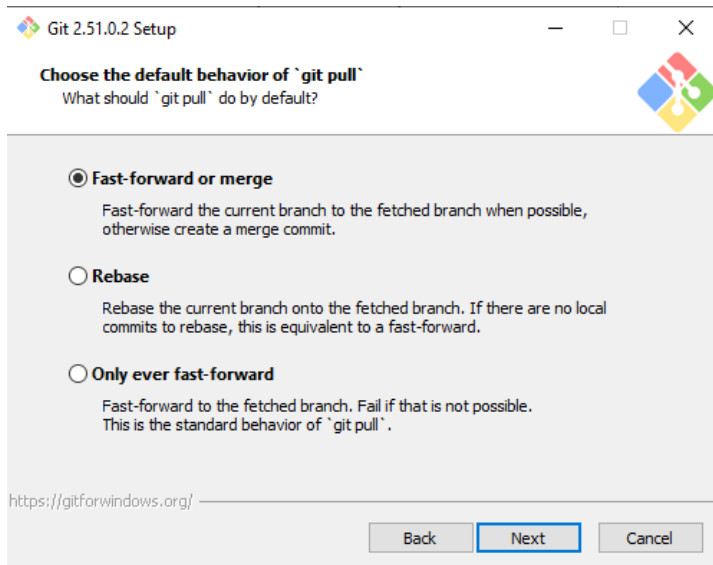 Git 2.51.0.2 Setup
Choose the default behavior of `git pull`
What should `git pull` do by default?
Fast-forward or merge
Fast-forward the current branch to the fetched branch when possible,
otherwise create a merge commit.
Rebase
Rebase the current branch onto the fetched branch. If there are no local
commits to rebase, this is equivalent to a fast-forward.
Only ever fast-forward
Fast-forward to the fetched branch. Fail if that is not possible.
This is the standard behavior of `git pull`.
https://gitforwindows.org/
Back Next Cancel